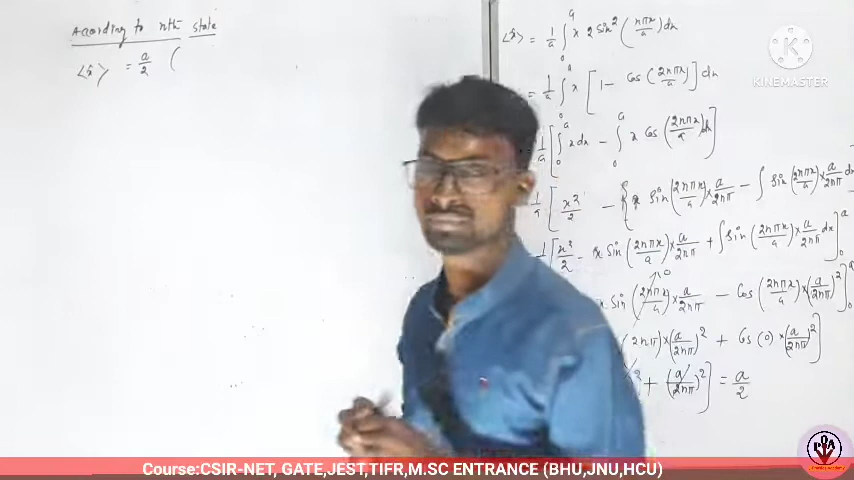 According to nth state
⟨x̂⟩ = a/2 (
⟨x̂⟩ = 1/a ∫₀ᵃ x 2 Sin² (nπx/a) dx
= 1/a ∫₀ᵃ x [1 - Cos (2nπx/a)] dx
1/a [∫₀ᵃ x dx - ∫₀ᵃ x Cos (2nπx/a) dx]
1/a [x²/2 - { x Sin (2nπx/a) × a/2nπ - ∫ Sin (2nπx/a) × a/2nπ dx
1/a [x²/2 - x Sin (2nπx/a) × a/2nπ + ∫ Sin (2nπx/a) × a/2nπ dx]₀ᵃ
x Sin (2nπx/a) × a/2nπ - Cos (2nπx/a) × (a/2nπ)²]₀ᵃ
(2nπ) × (a/2nπ)² + Cos (0) × (a/2nπ)²]
+ (a/2nπ)²] = a/2
KINEMASTER
Course:CSIR-NET, GATE,JEST,TIFR,M.SC ENTRANCE (BHU,JNU,HCU)